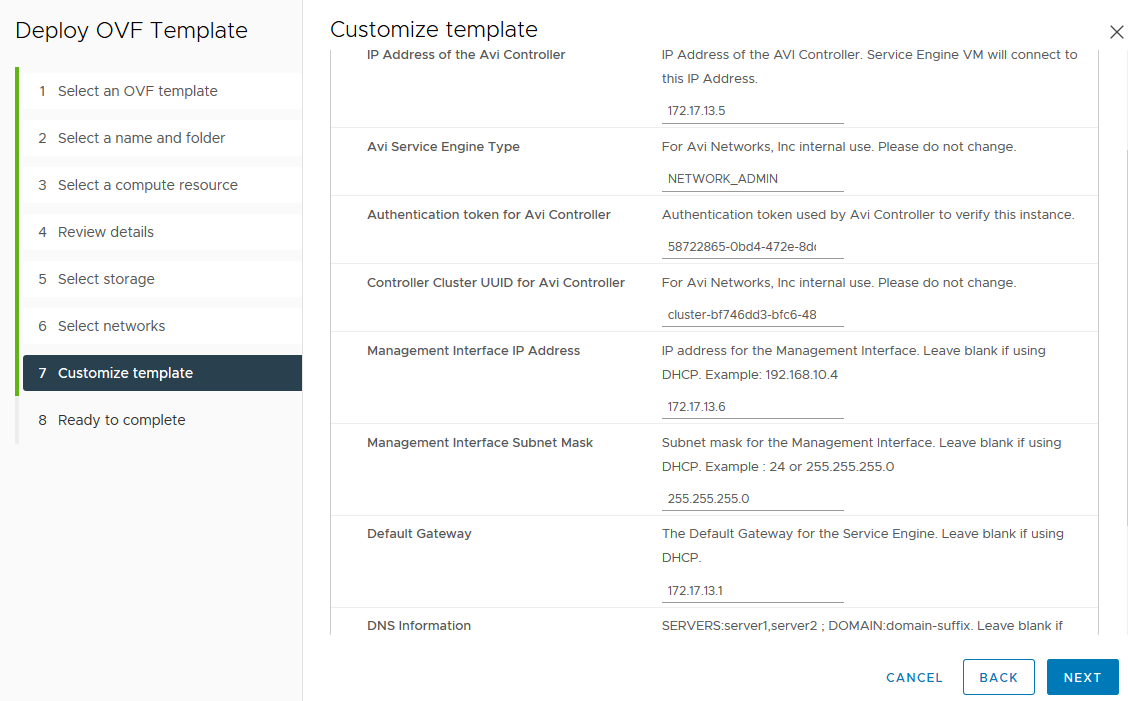 Deploy OVF Template
1 Select an OVF template
2 Select a name and folder
3 Select a compute resource
4 Review details
5 Select storage
6 Select networks
7 Customize template
8 Ready to complete
Customize template
IP Address of the Avi Controller
IP Address of the AVI Controller. Service Engine VM will connect to
this IP Address.
172.17.13.5
Avi Service Engine Type
For Avi Networks, Inc internal use. Please do not change.
NETWORK_ADMIN
Authentication token for Avi Controller
Authentication token used by Avi Controller to verify this instance.
58722865-0bd4-472e-8d
Controller Cluster UUID for Avi Controller
For Avi Networks, Inc internal use. Please do not change.
cluster-bf746dd3-bfc6-48
Management Interface IP Address
IP address for the Management Interface. Leave blank if using
DHCP. Example: 192.168.10.4
172.17.13.6
Management Interface Subnet Mask
Subnet mask for the Management Interface. Leave blank if using
DHCP. Example : 24 or 255.255.255.0
255.255.255.0
Default Gateway
The Default Gateway for the Service Engine. Leave blank if using
DHCP.
172.17.13.1
DNS Information
SERVERS:server1,server2 ; DOMAIN:domain-suffix. Leave blank if
CANCEL
BACK
NEXT